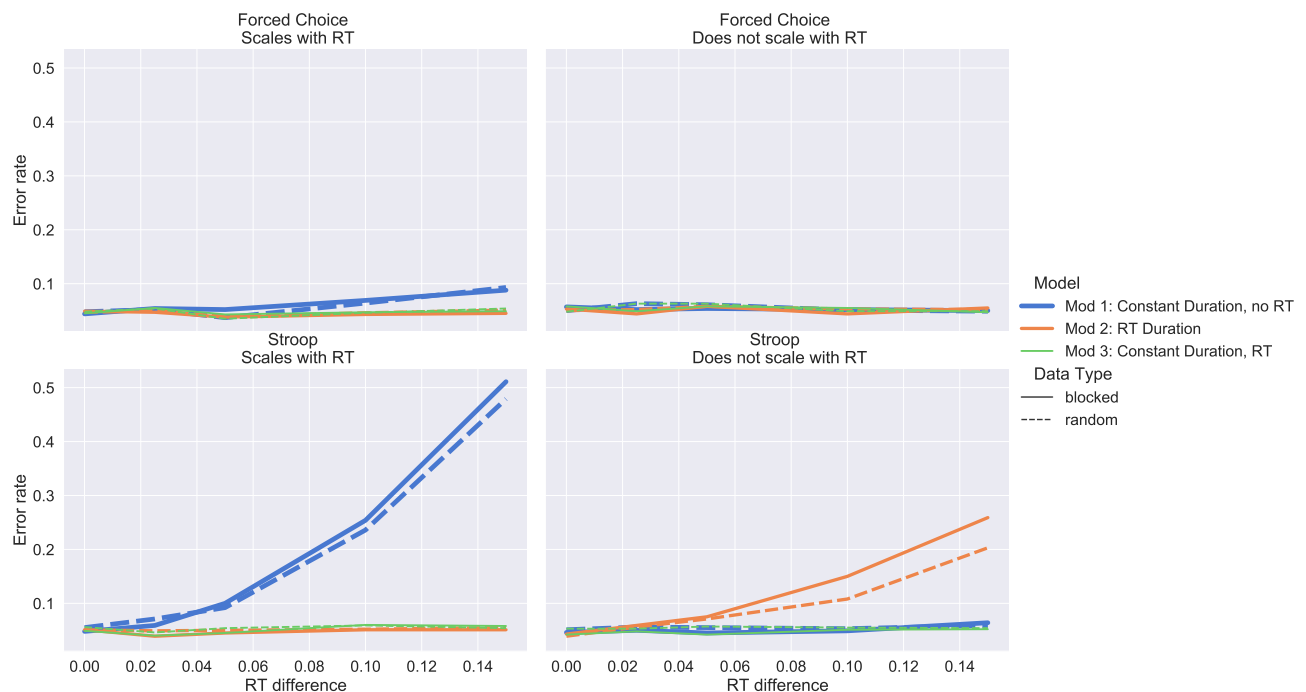 Forced Choice
Scales with RT
Forced Choice
Does not scale with RT
0.5
0.4
0.3
0.2
0.1
Error rate
Stroop
Scales with RT
Stroop
Does not scale with RT
0.5
0.4
0.3
0.2
0.1
Error rate
0.00 0.02 0.04 0.06 0.08 0.10 0.12 0.14
RT difference
0.00 0.02 0.04 0.06 0.08 0.10 0.12 0.14
RT difference
Model
Mod 1: Constant Duration, no RT
Mod 2: RT Duration
Mod 3: Constant Duration, RT
Data Type
blocked
random